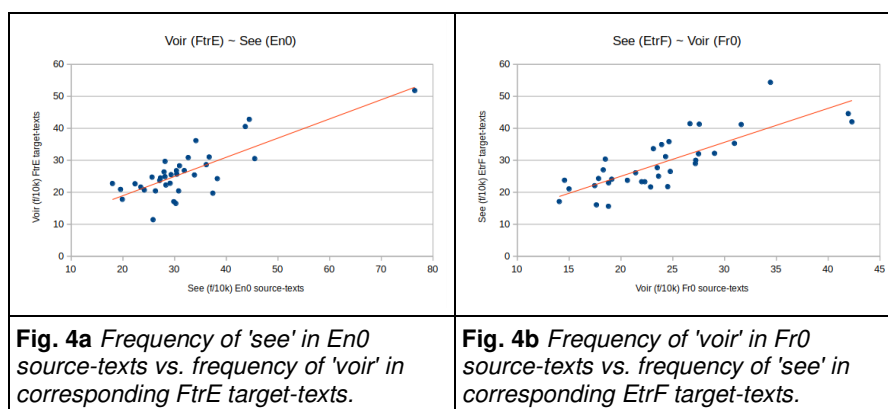 Voir (FtrE) ~ See (En0)
Voir (f/10k) FtrE target-texts
60
50
40
30
20
10
0
10 20 30 40 50 60 70 80
See (f/10k) En0 source-texts
See (EtrF) ~ Voir (Fr0)
See (f/10k) EtrF target-texts
60
50
40
30
20
10
0
10 15 20 25 30 35 40 45
Voir (f/10k) Fr0 source-texts
Fig. 4a Frequency of 'see' in En0
source-texts vs. frequency of 'voir' in
corresponding FtrE target-texts.
Fig. 4b Frequency of 'voir' in Fr0
source-texts vs. frequency of 'see' in
corresponding EtrF target-texts.